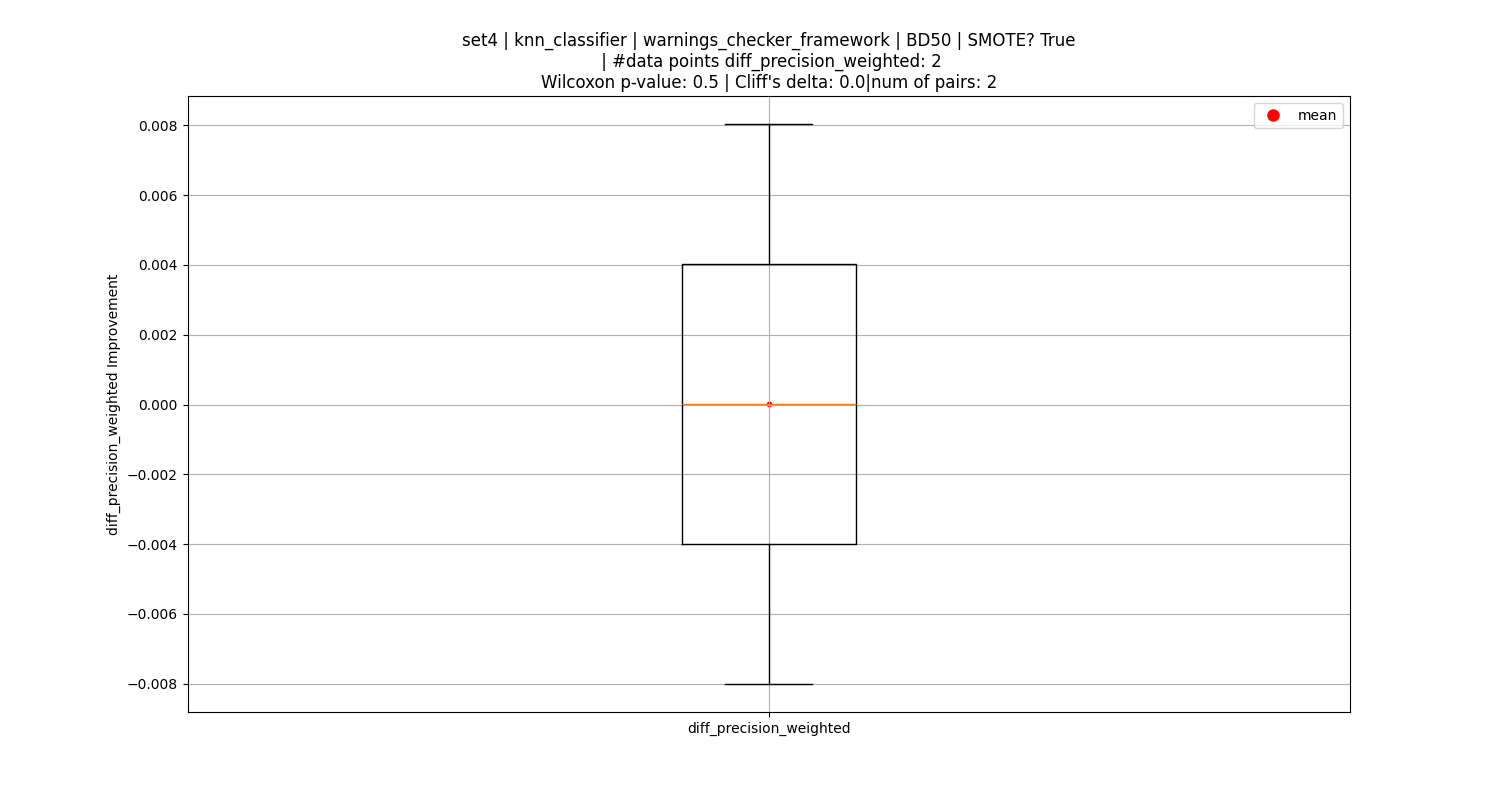 set4 | knn_classifier | warnings_checker_framework | BD50 | SMOTE? True
| #data points diff_precision_weighted: 2
Wilcoxon p-value: 0.5 | Cliff's delta: 0.0|num of pairs: 2
mean
0.008
0.006
0.004
0.002
0.000
−0.002
−0.004
−0.006
−0.008
diff_precision_weighted Improvement
diff_precision_weighted